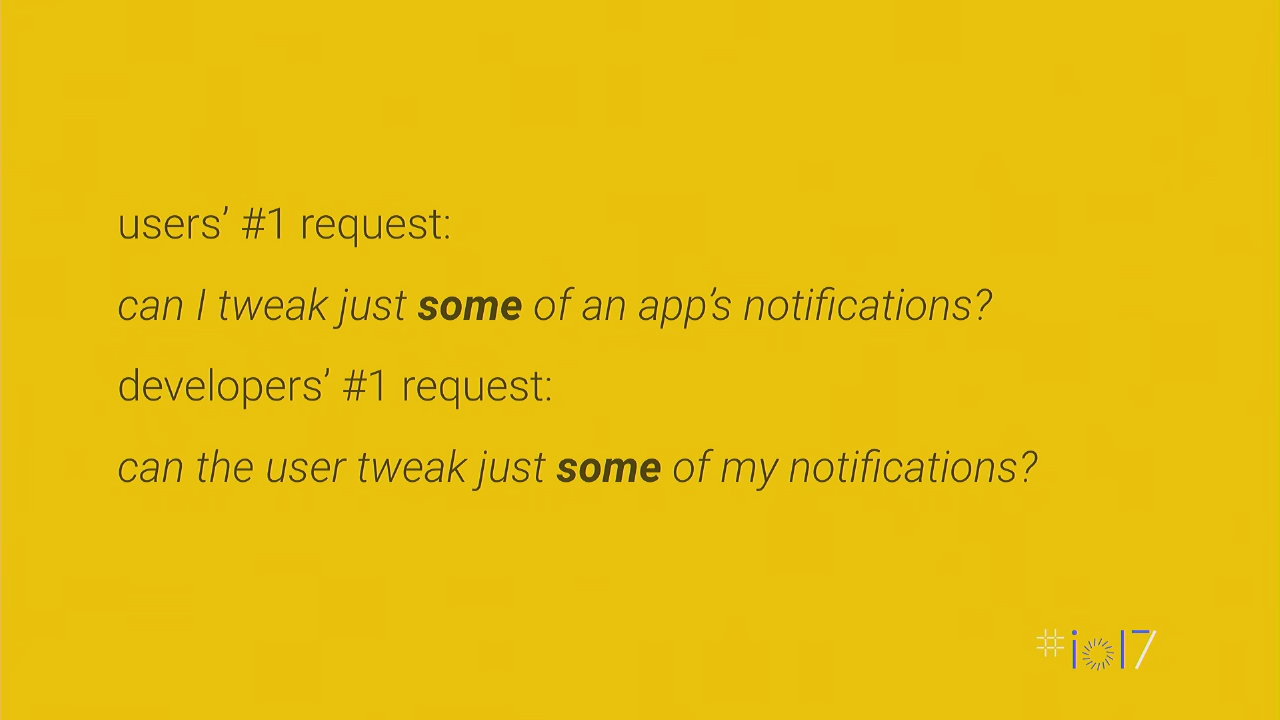 users’ #1 request:
can I tweak just some of an app’s notifications?
developers’ #1 request:
can the user tweak just some of my notifications?
#io17